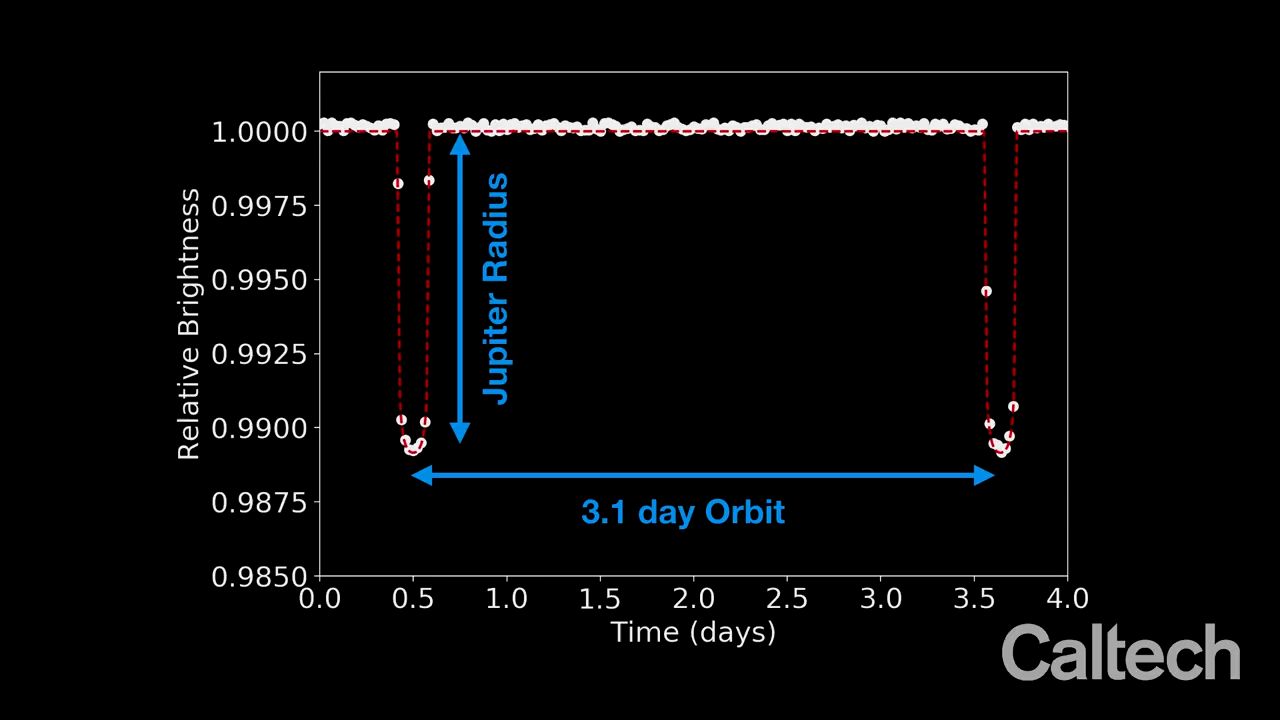 Relative Brightness
1.0000
0.9975
0.9950
0.9925
0.9900
0.9875
0.9850
Jupiter Radius
3.1 day Orbit
0.0 0.5 1.0 1.5 2.0 2.5 3.0 3.5 4.0
Time (days)
Caltech